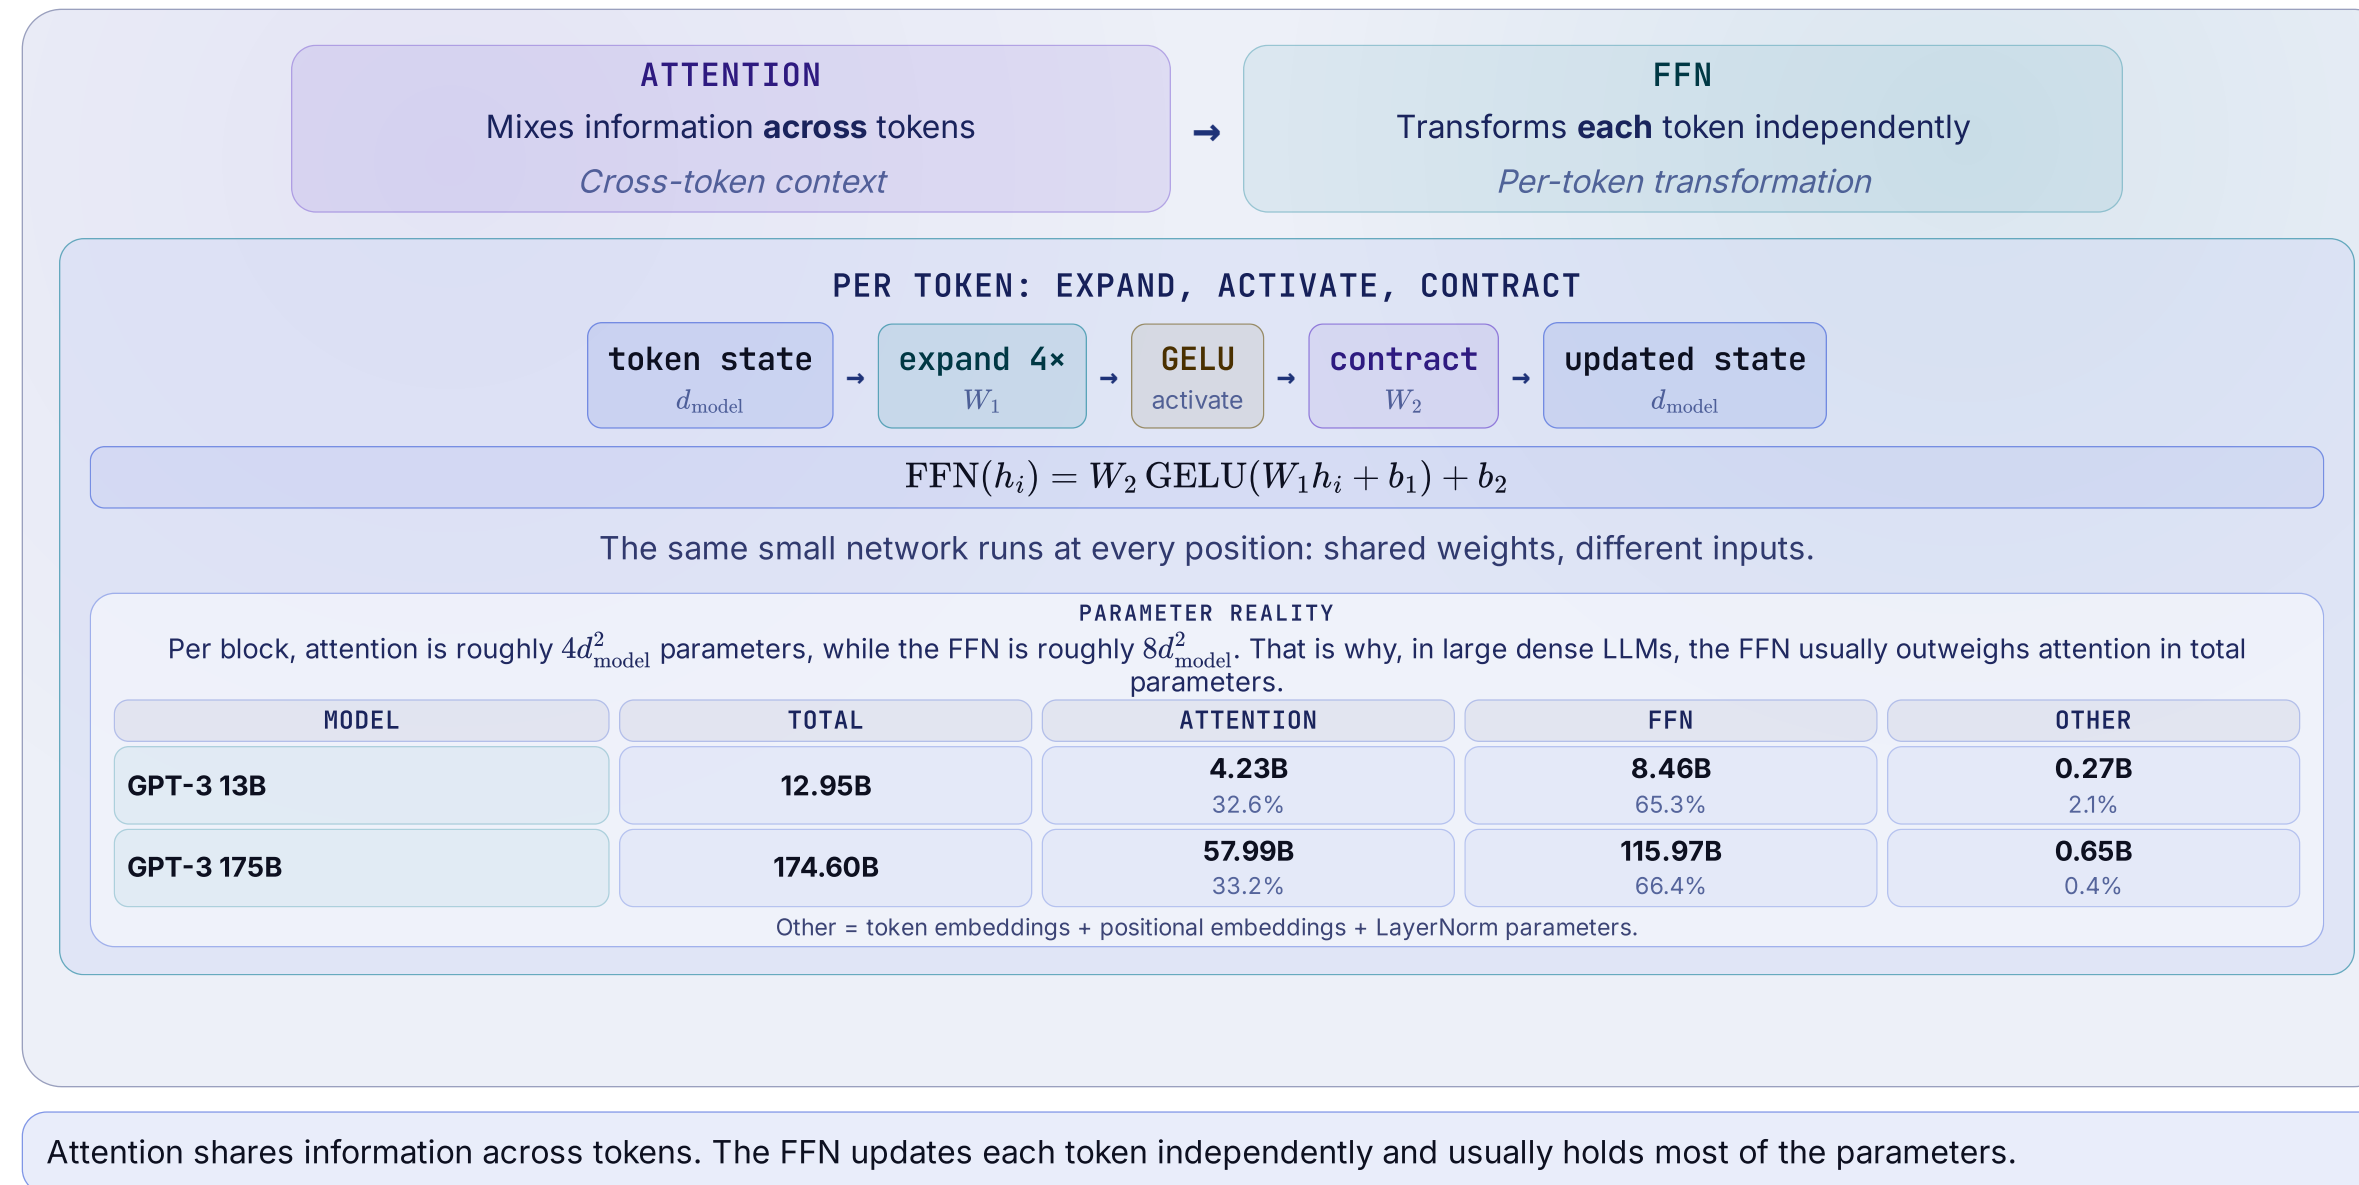 ATTENTION
Mixes information across tokens
Cross-token context
→
FFN
Transforms each token independently
Per-token transformation
PER TOKEN: EXPAND, ACTIVATE, CONTRACT
token state
d_model
→
expand 4×
W₁
→
GELU
activate
→
contract
W₂
→
updated state
d_model
FFN(hᵢ) = W₂ GELU(W₁hᵢ + b₁) + b₂
The same small network runs at every position: shared weights, different inputs.
PARAMETER REALITY
Per block, attention is roughly 4d²_model parameters, while the FFN is roughly 8d²_model. That is why, in large dense LLMs, the FFN usually outweighs attention in total
parameters.
MODEL TOTAL ATTENTION FFN OTHER
GPT-3 13B 12.95B 4.23B 8.46B 0.27B
32.6% 65.3% 2.1%
GPT-3 175B 174.60B 57.99B 115.97B 0.65B
33.2% 66.4% 0.4%
Other = token embeddings + positional embeddings + LayerNorm parameters.
Attention shares information across tokens. The FFN updates each token independently and usually holds most of the parameters.